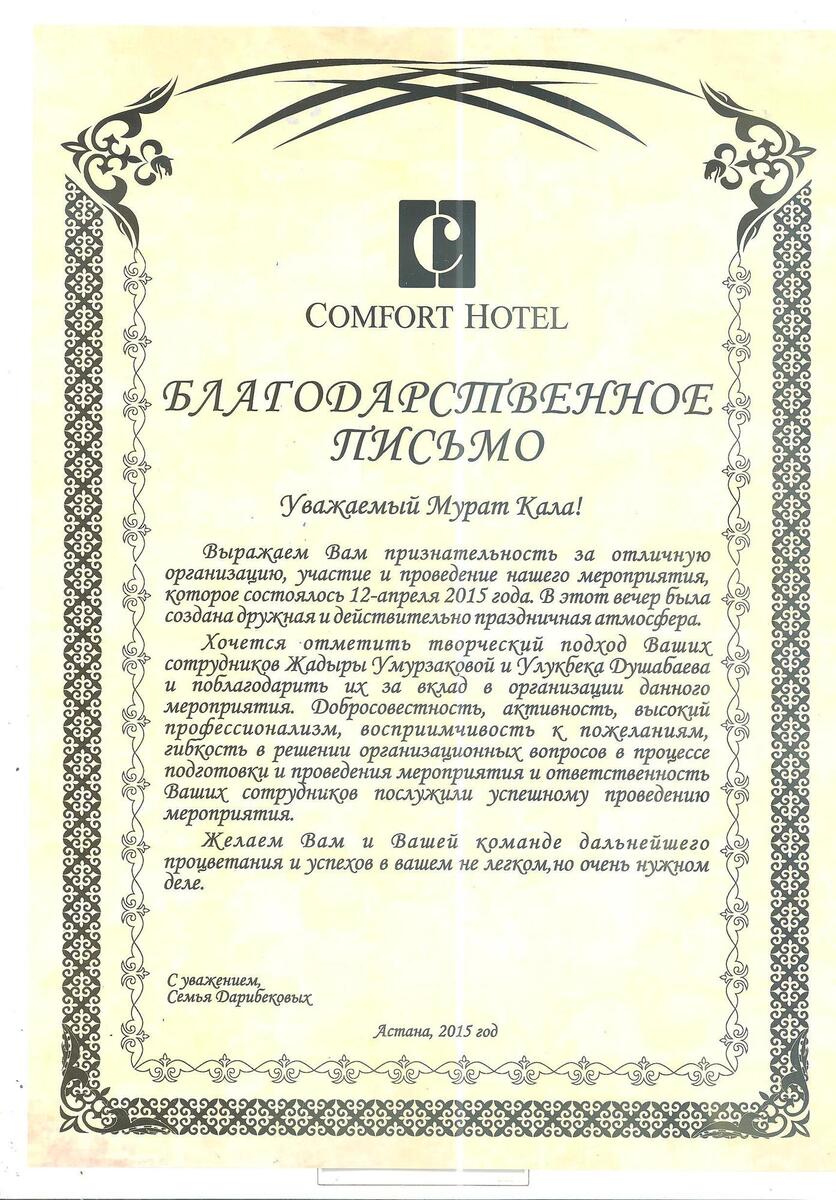 C
COMFORT HOTEL
БЛАГОДАРСТВЕННОЕ
ПИСЬМО
Уважаемый Мурат Кала!
Выражаем Вам признательность за отличную
организацию, участие и проведение нашего мероприятия,
которое состоялось 12-апреля 2015 года. В этот вечер была
создана дружная и действительно праздничная атмосфера.
Хочется отметить творческий подход Ваших
сотрудников Жадыры Умурзаковой и Улукбека Душабаева
и поблагодарить их за вклад в организации данного
мероприятия. Добросовестность, активность, высокий
профессионализм, восприимчивость к пожеланиям,
гибкость в решении организационных вопросов в процессе
подготовки и проведения мероприятия и ответственность
Ваших сотрудников послужили успешному проведению
мероприятия.
Желаем Вам и Вашей команде дальнейшего
процветания и успехов в вашем не легком,но очень нужном
деле.
С уважением,
Семья Дарибековых
Астана, 2015 год